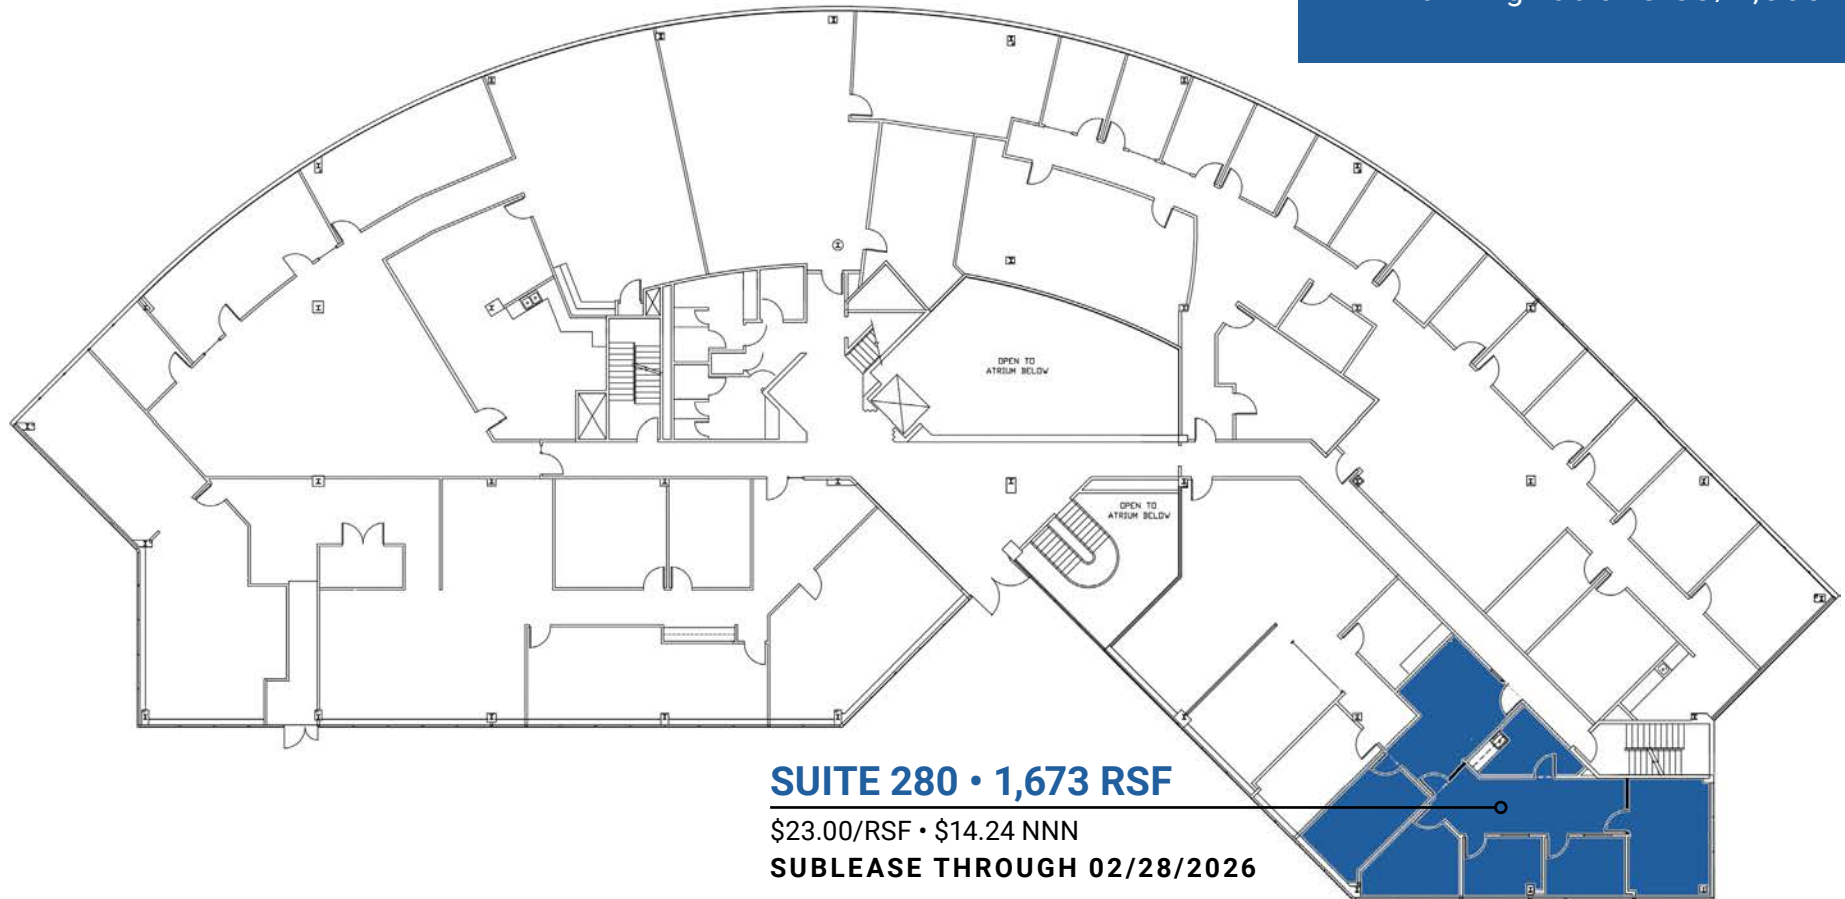 OPEN TO
ATRIUM BELOW
OPEN TO
ATRIUM BELOW
SUITE 280 • 1,673 RSF
$23.00/RSF • $14.24 NNN
SUBLEASE THROUGH 02/28/2026